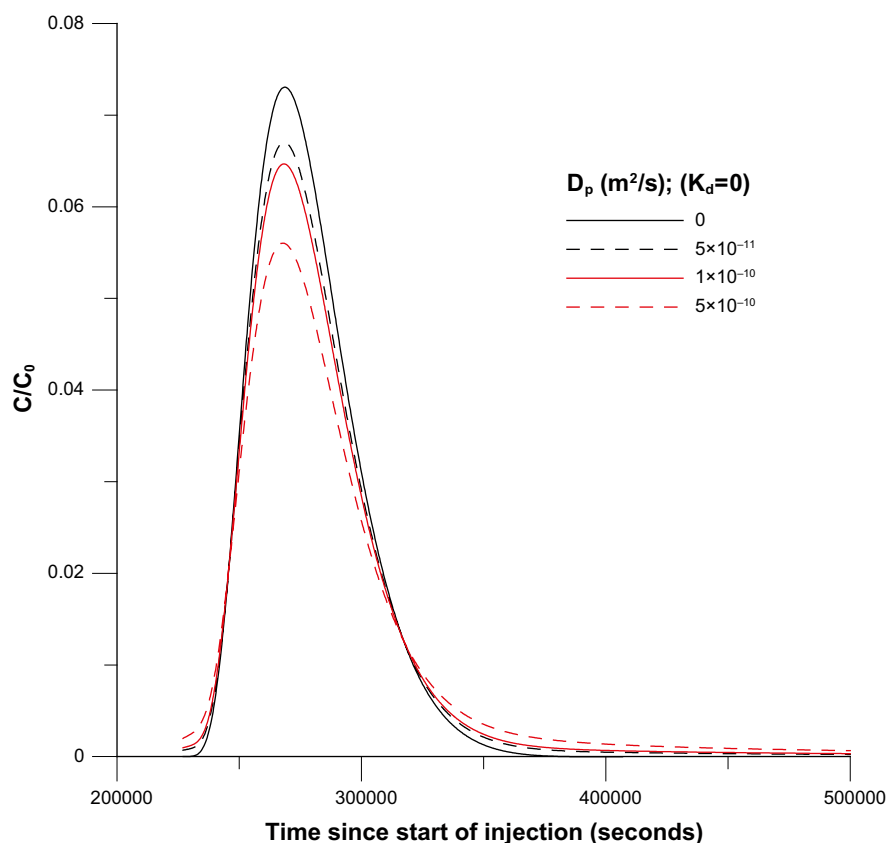 0.08
0.06
0.04
0.02
0
C/C₀
Dₚ (m²/s); (K_d=0)
0
5×10⁻¹¹
1×10⁻¹⁰
5×10⁻¹⁰
200000 300000 400000 500000
Time since start of injection (seconds)